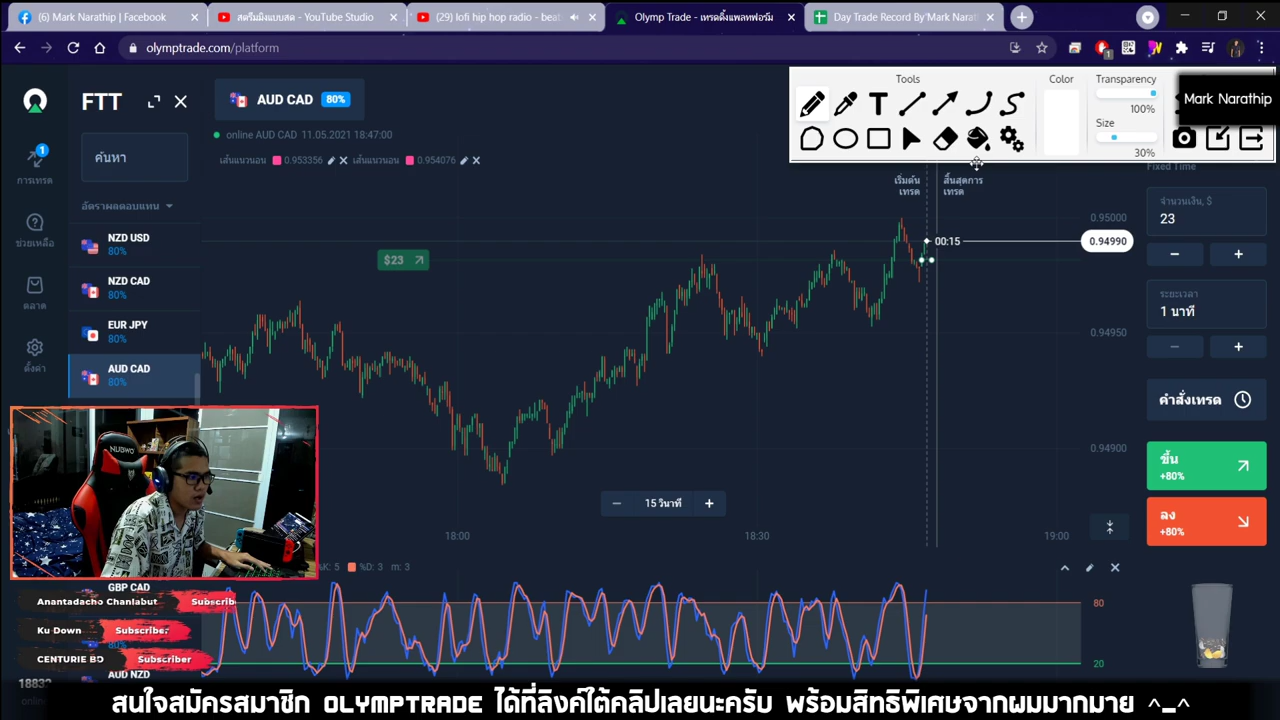 (6) Mark Narathip | Facebook
สตรีมมิงแบบสด - YouTube Studio
(29) lofi hip hop radio - bea
Olymp Trade - เทรดดิ้งแพลทฟอร์ม
Day Trade Record By Mark Narat
olymptrade.com/platform
1
Tools
Color
Transparency
100%
Size
30%
Mark Narathip
FTT
AUD CAD
80%
online AUD CAD 11.05.2021 18:47:00
เส้นแนวนอน
0.953356
เส้นแนวนอน
0.954076
1
การเทรด
ช่วยเหลือ
ตลาด
ตั้งค่า
ค้นหา
อัตราผลตอบแทน
NZD USD
80%
NZD CAD
80%
EUR JPY
80%
AUD CAD
80%
$23
เริ่มต้น
เทรด
สิ้นสุดการ
เทรด
00:15
0.95000
0.94990
0.94950
0.94900
Fixed Time
จำนวนเงิน, $
23
ระยะเวลา
1 นาที
คำสั่งเทรด
ขึ้น
+80%
ลง
+80%
15 วินาที
18:00
18:30
19:00
NUBWO
K: 5
%D: 3
m: 3
80
20
GBP CAD
Anantadacho Chanlabut
Subscribe
Ku Down
Subscriber
80%
CENTURIE BD
Subscriber
AUD NZD
สนใจสมัครสมาชิก OLYMPTRADE ได้ที่ลิงค์ใต้คลิปเลยนะครับ พร้อมสิทธิพิเศษจากผมมากมาย ^_^